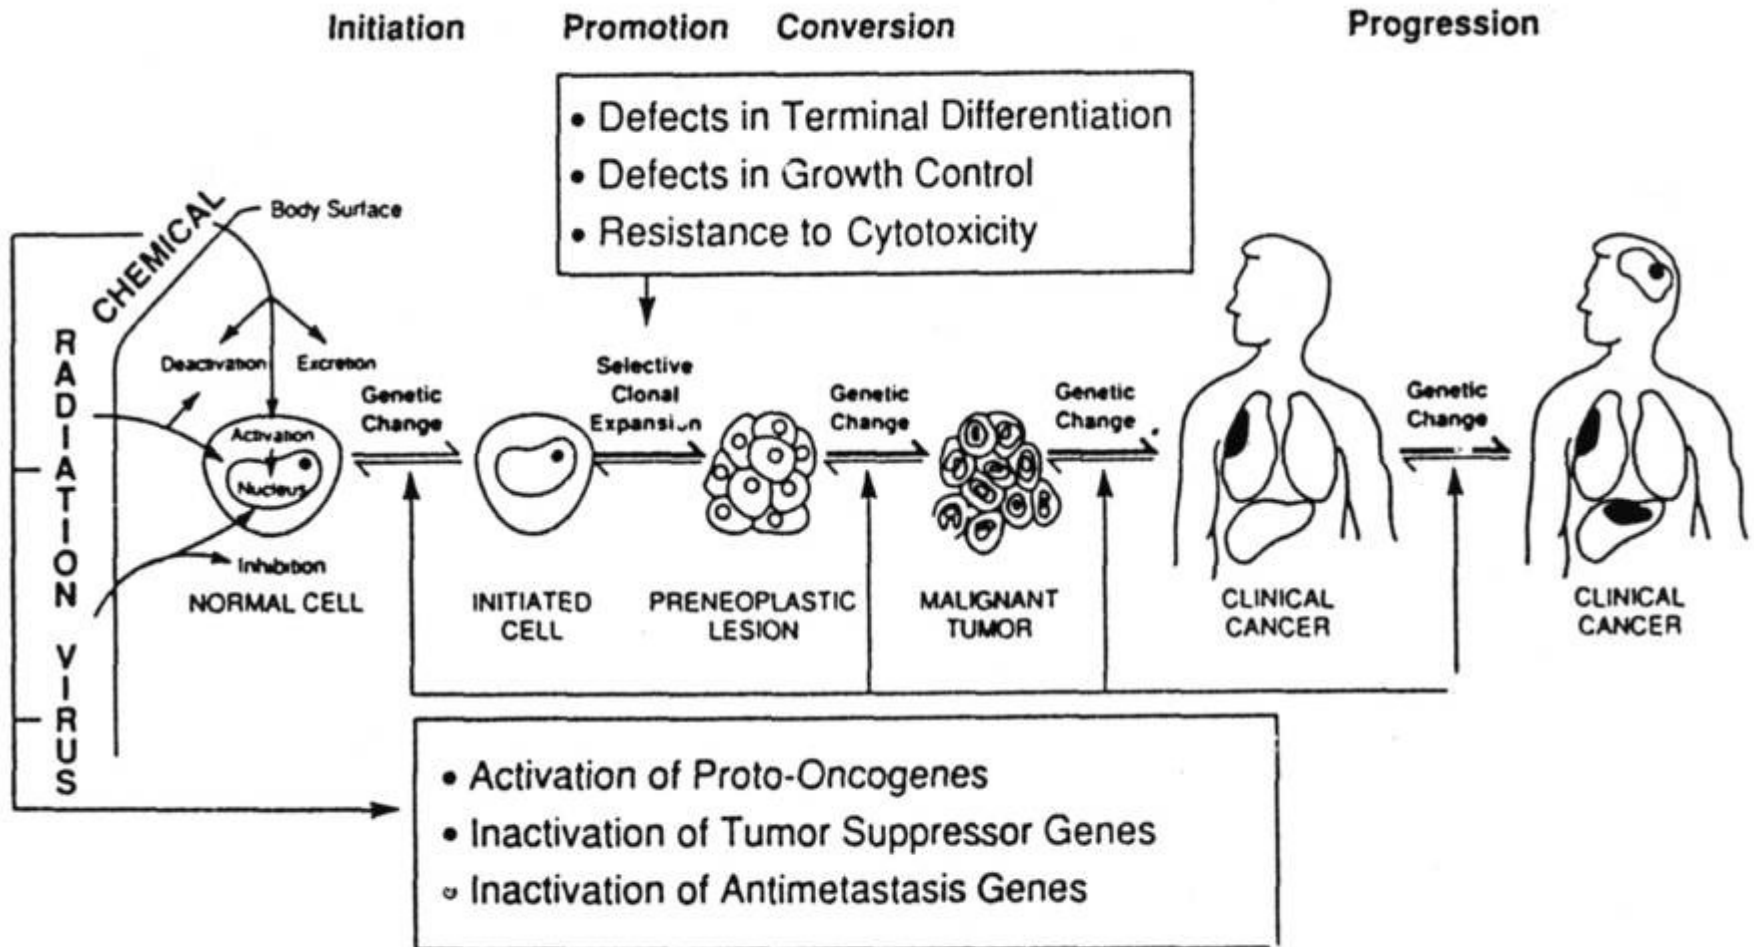 Initiation
Promotion
Conversion
Progression
• Defects in Terminal Differentiation
• Defects in Growth Control
• Resistance to Cytotoxicity
CHEMICAL
Body Surface
RADIATION VIRUS
Deactivation
Excretion
Activation
Nucleus
Inhibition
NORMAL CELL
Genetic
Change
INITIATED
CELL
Selective
Clonal
Expansion
PRENEOPLASTIC
LESION
Genetic
Change
MALIGNANT
TUMOR
Genetic
Change
CLINICAL
CANCER
Genetic
Change
CLINICAL
CANCER
• Activation of Proto-Oncogenes
• Inactivation of Tumor Suppressor Genes
• Inactivation of Antimetastasis Genes